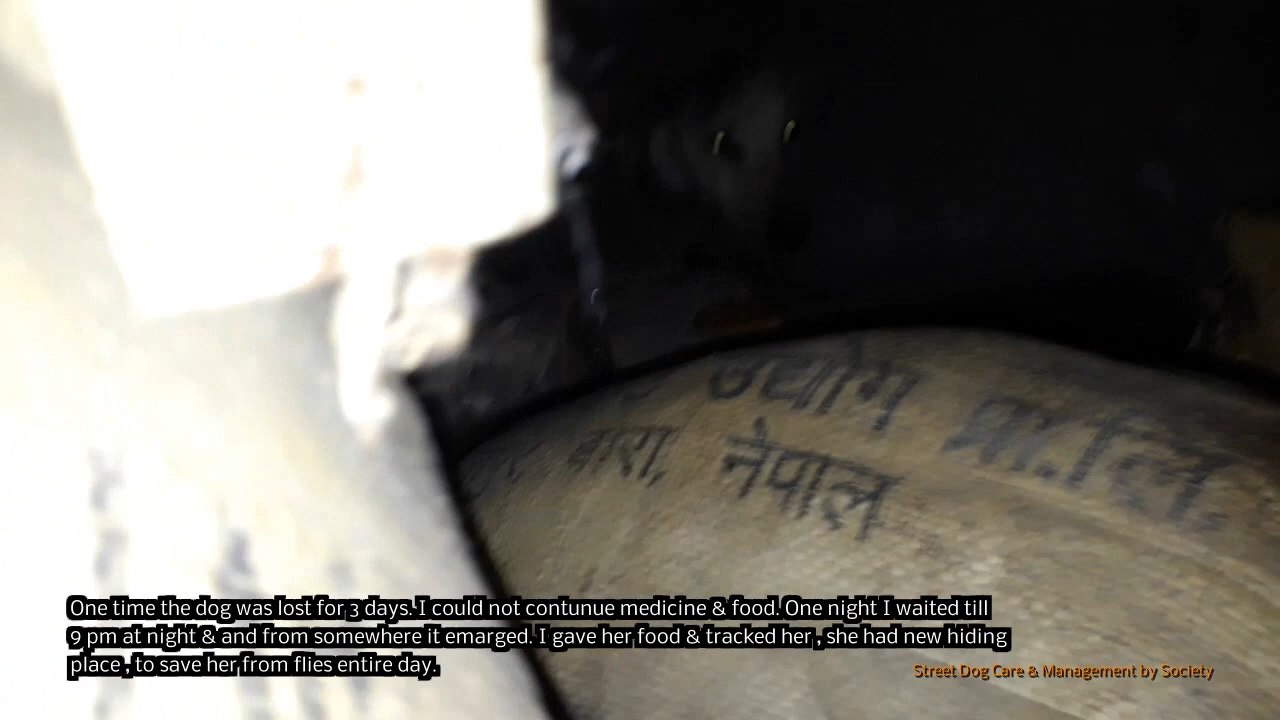 उद्योग प्रा.लि.
बारा, नेपाल
One time the dog was lost for 3 days. I could not contunue medicine & food. One night I waited till
9 pm at night & and from somewhere it emarged. I gave her food & tracked her , she had new hiding
place , to save her from flies entire day.
Street Dog Care & Management by Society